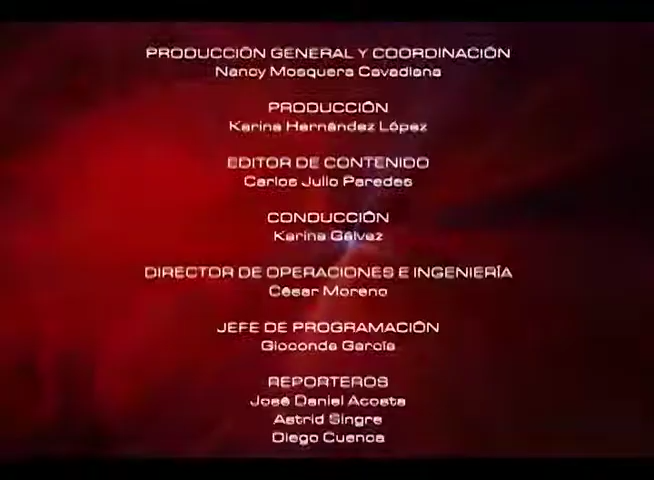 PRODUCCIÓN GENERAL Y COORDINACIÓN
Nancy Mosquera Cavadiana
PRODUCCIÓN
Karina Hernández López
EDITOR DE CONTENIDO
Carlos Julio Paredes
CONDUCCIÓN
Karina Gálvez
DIRECTOR DE OPERACIONES E INGENIERÍA
César Moreno
JEFE DE PROGRAMACIÓN
Gioconda García
REPORTEROS
José Daniel Acosta
Astrid Singre
Diego Cuenca